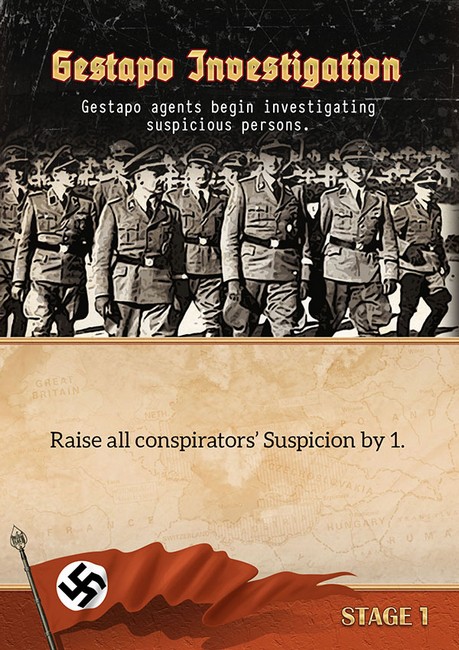 Gestapo Investigation
Gestapo agents begin investigating
suspicious persons.
GREAT
BRITAIN
Raise all conspirators’ Suspicion by 1.
CZECHOSLOVAKIA
FRANCE
HUNGARY
STAGE 1